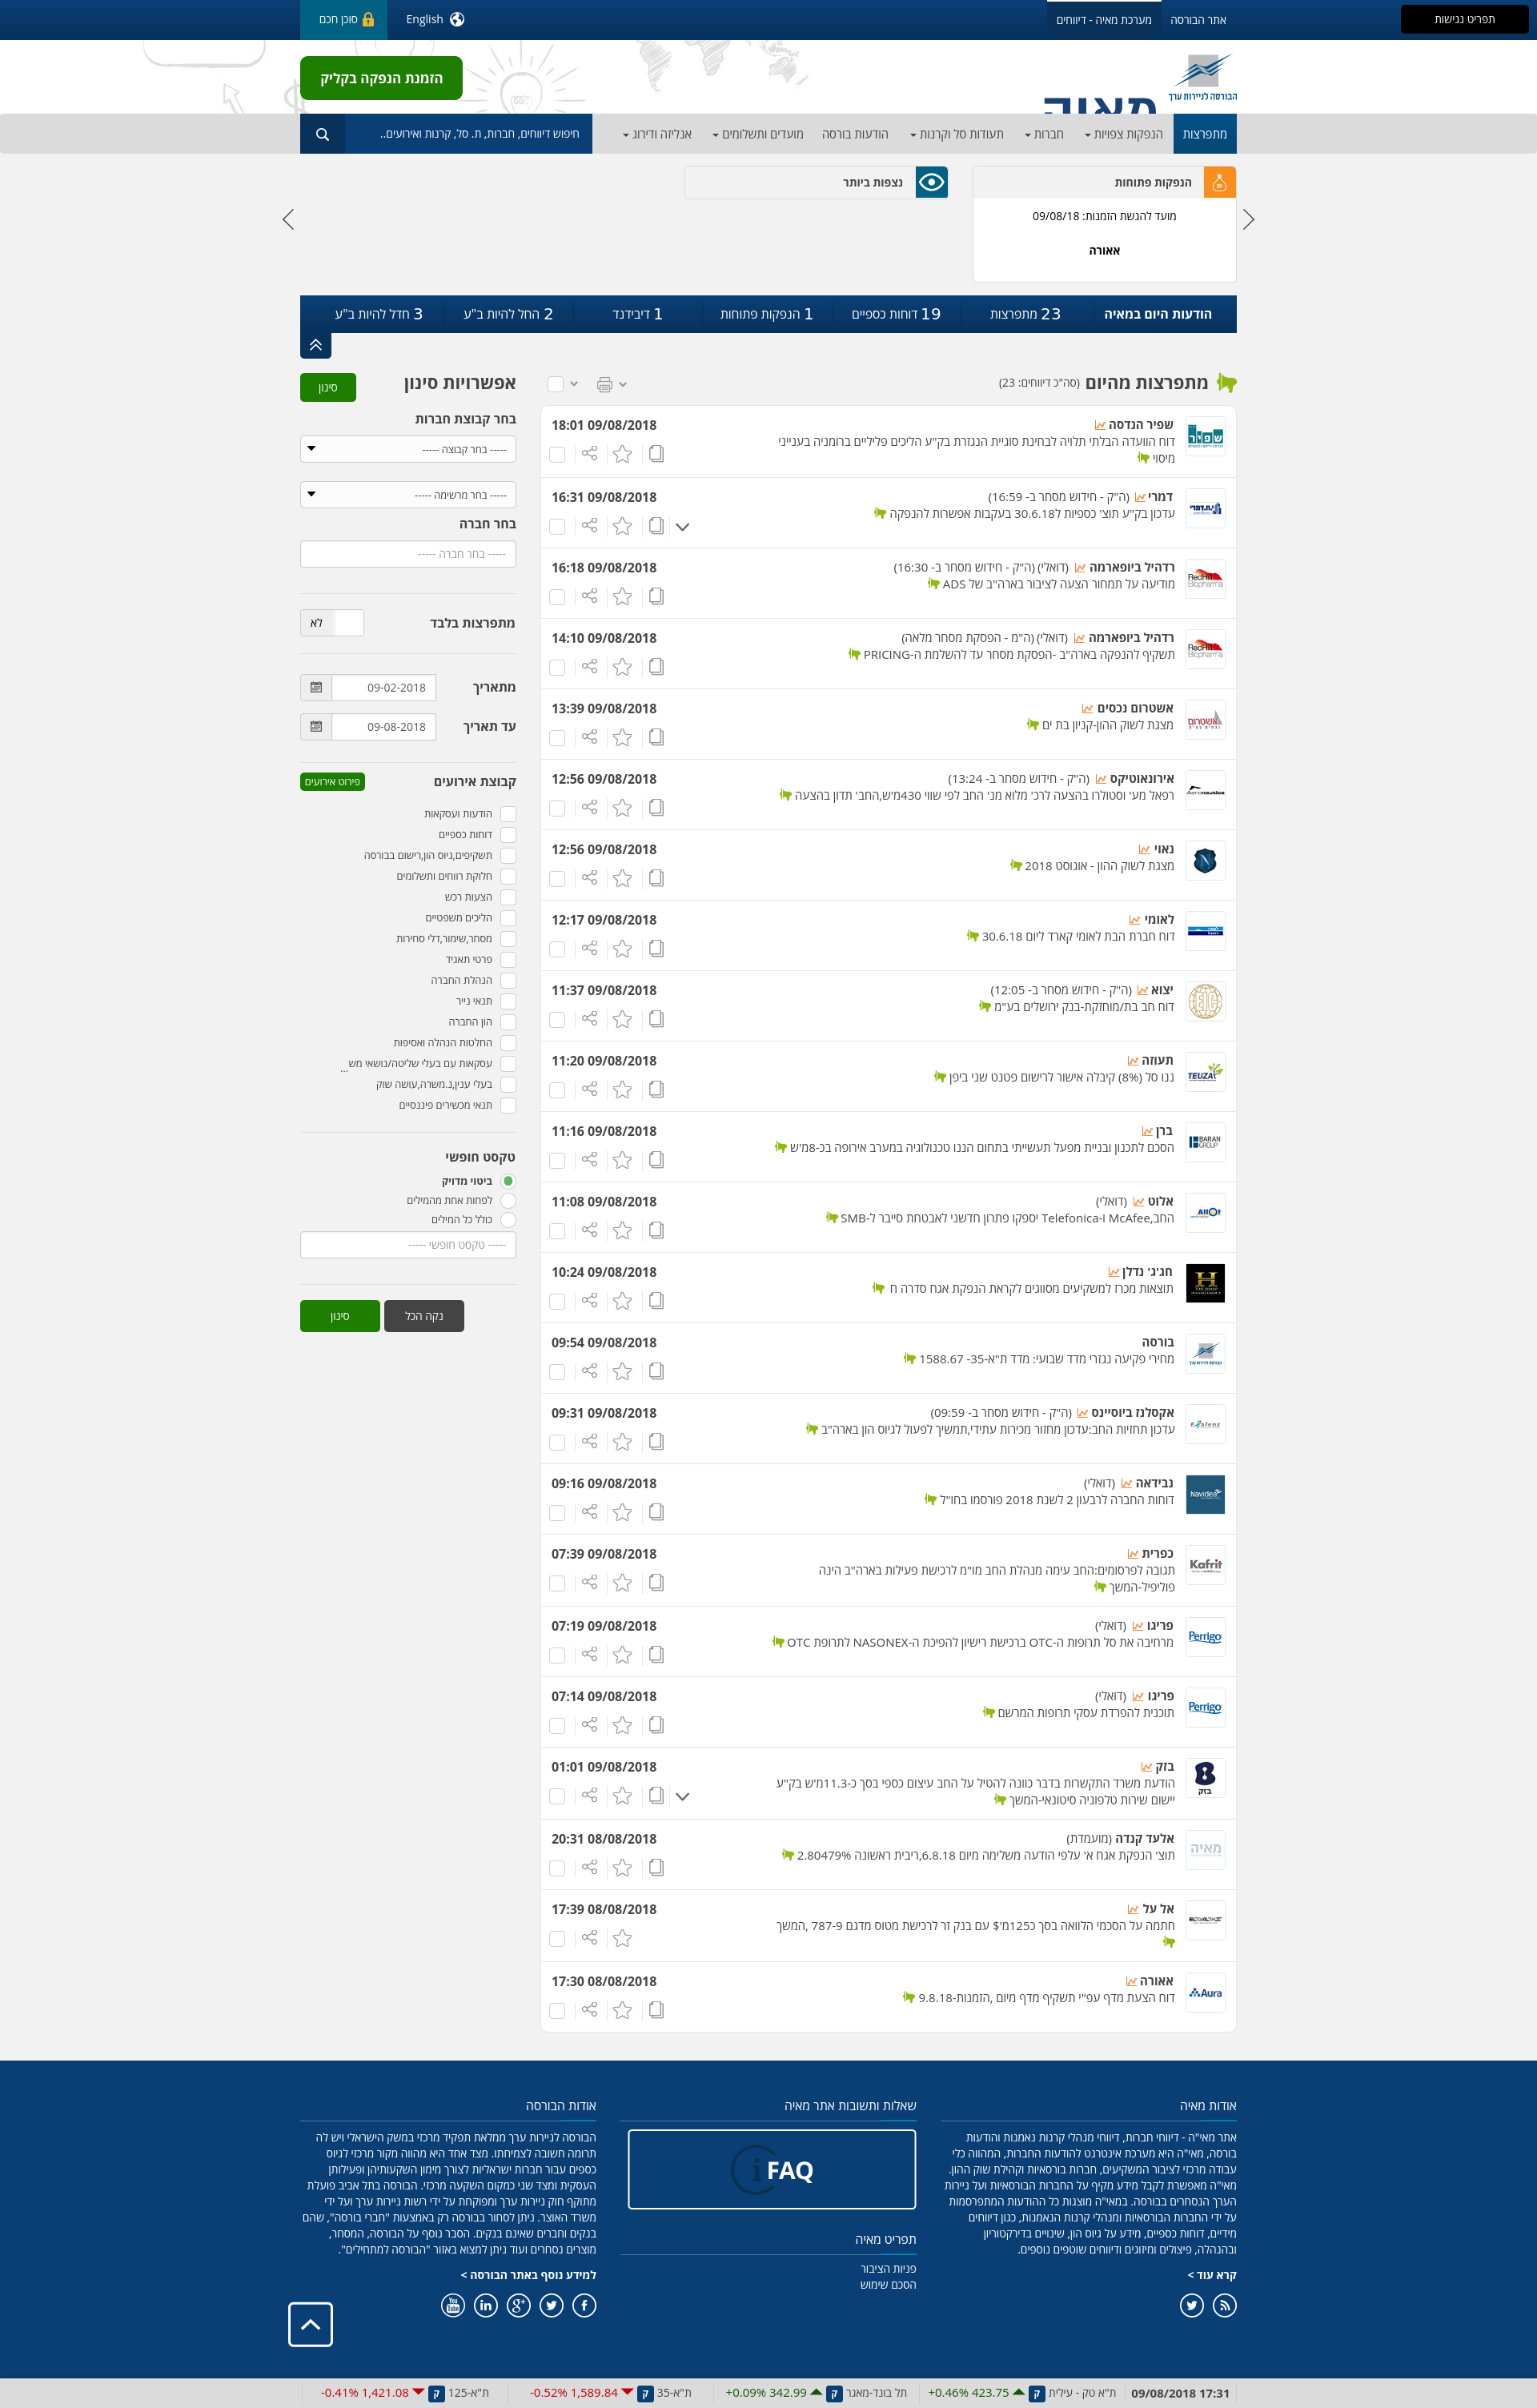 תפריט נגישות
אתר הבורסה
מערכת מאיה - דיווחים
English
סוכן חכם
הבורסה לניירות ערך
מאיה
הזמנת הנפקה בקליק
מתפרצות
הנפקות צפויות
חברות
תעודות סל וקרנות
הודעות בורסה
מועדים ותשלומים
אנליזה ודירוג
חיפוש דיווחים, חברות, ת. סל, קרנות ואירועים..
הנפקות פתוחות
מועד להגשת הזמנות: 09/08/18
אאורה
נצפות ביותר
הודעות היום במאיה
23 מתפרצות
19 דוחות כספיים
1 הנפקות פתוחות
1 דיבידנד
2 החל להיות ב"ע
3 חדל להיות ב"ע
מתפרצות מהיום (סה"כ דיווחים: 23)
שפיר הנדסה
09/08/2018 18:01
דוח הוועדה הבלתי תלויה לבחינת סוגיית הנגזרת בק"ע הליכים פליליים ברומניה בענייני
מיסוי
דמרי (ה"ק - חידוש מסחר ב- 16:59)
09/08/2018 16:31
עדכון בק"ע תוצ' כספיות ל30.6.18 בעקבות אפשרות להנפקה
רדהיל ביופארמה (דואלי) (ה"ק - חידוש מסחר ב- 16:30)
09/08/2018 16:18
מודיעה על תמחור הצעה לציבור בארה"ב של ADS
רדהיל ביופארמה (דואלי) (ה"מ - הפסקת מסחר מלאה)
09/08/2018 14:10
תשקיף להנפקה בארה"ב -הפסקת מסחר עד להשלמת ה-PRICING
אשטרום נכסים
09/08/2018 13:39
מצגת לשוק ההון-קניון בת ים
אירונאוטיקס (ה"ק - חידוש מסחר ב- 13:24)
09/08/2018 12:56
רפאל מע' וסטולרו בהצעה לרכ' מלוא מנ' החב לפי שווי 430מ'ש,החב' תדון בהצעה
נאוי
09/08/2018 12:56
מצגת לשוק ההון - אוגוסט 2018
לאומי
09/08/2018 12:17
דוח חברת הבת לאומי קארד ליום 30.6.18
יצוא (ה"ק - חידוש מסחר ב- 12:05)
09/08/2018 11:37
דוח חב בת/מוחזקת-בנק ירושלים בע"מ
תעוזה
09/08/2018 11:20
ננו סל (8%) קיבלה אישור לרישום פטנט שני ביפן
ברן
09/08/2018 11:16
הסכם לתכנון ובניית מפעל תעשייתי בתחום הננו טכנולוגיה במערב אירופה בכ-8מ'ש
אלוט (דואלי)
09/08/2018 11:08
החב,McAfee ו-Telefonica יספקו פתרון חדשני לאבטחת סייבר ל-SMB
חג'ג' נדלן
09/08/2018 10:24
תוצאות מכרז למשקיעים מסווגים לקראת הנפקת אגח סדרה ח
בורסה
09/08/2018 09:54
מחירי פקיעה נגזרי מדד שבועי: מדד ת"א-35- 1588.67
אקסלנז ביוסיינס (ה"ק - חידוש מסחר ב- 09:59)
09/08/2018 09:31
עדכון תחזיות החב:עדכון מחזור מכירות עתידי,תמשיך לפעול לגיוס הון בארה"ב
נבידאה (דואלי)
09/08/2018 09:16
דוחות החברה לרבעון 2 לשנת 2018 פורסמו בחו"ל
כפרית
09/08/2018 07:39
תגובה לפרסומים:החב עימה מנהלת החב מו"מ לרכישת פעילות בארה"ב הינה
פוליפיל-המשך
פריגו (דואלי)
09/08/2018 07:19
מרחיבה את סל תרופות ה-OTC ברכישת רישיון להפיכת ה-NASONEX לתרופת OTC
פריגו (דואלי)
09/08/2018 07:14
תוכנית להפרדת עסקי תרופות המרשם
בזק
09/08/2018 01:01
הודעת משרד התקשרות בדבר כוונה להטיל על החב עיצום כספי בסך כ-11.3מ'ש בק"ע
יישום שירות טלפוניה סיטונאי-המשך
אלעד קנדה (מועמדת)
08/08/2018 20:31
תוצ' הנפקת אגח א' עלפי הודעה משלימה מיום 6.8.18,ריבית ראשונה 2.80479%
אל על
08/08/2018 17:39
חתמה על הסכמי הלוואה בסך כ125מ'$ עם בנק זר לרכישת מטוס מדגם 787-9 ,המשך
אאורה
08/08/2018 17:30
דוח הצעת מדף עפ"י תשקיף מדף מיום ,הזמנות-9.8.18
אפשרויות סינון
סינון
בחר קבוצת חברות
----- בחר קבוצה -----
----- בחר מרשימה -----
בחר חברה
----- בחר חברה -----
מתפרצות בלבד
לא
מתאריך
09-02-2018
עד תאריך
09-08-2018
קבוצת אירועים
פירוט אירועים
הודעות ועסקאות
דוחות כספיים
תשקיפים,גיוס הון,רישום בבורסה
חלוקת רווחים ותשלומים
הצעות רכש
הליכים משפטיים
מסחר,שימור,דלי סחירות
פרטי תאגיד
הנהלת החברה
תנאי נייר
הון החברה
החלטות הנהלה ואסיפות
עסקאות עם בעלי שליטה/נושאי מש...
בעלי ענין,נ.משרה,עושה שוק
תנאי מכשירים פיננסיים
טקסט חופשי
ביטוי מדויק
לפחות אחת מהמילים
כולל כל המילים
----- טקסט חופשי -----
נקה הכל
סינון
אודות מאיה
אתר מאי"ה - דיווחי חברות, דיווחי מנהלי קרנות נאמנות והודעות
בורסה, מאי"ה היא מערכת אינטרנט להודעות החברות, המהווה כלי
עבודה מרכזי לציבור המשקיעים, חברות בורסאיות וקהילת שוק ההון.
מאי"ה מאפשרת לקבל מידע מקיף על החברות הבורסאיות ועל ניירות
הערך הנסחרים בבורסה. במאי"ה מוצגות כל ההודעות המתפרסמות
על ידי החברות הבורסאיות ומנהלי קרנות הנאמנות, כגון דיווחים
מידיים, דוחות כספיים, מידע על גיוס הון, שינויים בדירקטוריון
ובהנהלה, פיצולים ומיזוגים ודיווחים שוטפים נוספים.
קרא עוד >
שאלות ותשובות אתר מאיה
FAQ
תפריט מאיה
פניות הציבור
הסכם שימוש
אודות הבורסה
הבורסה לניירות ערך ממלאת תפקיד מרכזי במשק הישראלי ויש לה
תרומה חשובה לצמיחתו. מצד אחד היא מהווה מקור מרכזי לגיוס
כספים עבור חברות ישראליות לצורך מימון השקעותיהן ופעילותן
העסקית ומצד שני כמקום השקעה מרכזי. הבורסה בתל אביב פועלת
מתוקף חוק ניירות ערך ומפוקחת על ידי רשות ניירות ערך ועל ידי
משרד האוצר. ניתן לסחור בבורסה רק באמצעות "חברי בורסה", שהם
בנקים וחברים שאינם בנקים. הסבר נוסף על הבורסה, המסחר,
מוצרים נסחרים ועוד ניתן למצוא באזור "הבורסה למתחילים".
למידע נוסף באתר הבורסה >
17:31 09/08/2018
ת"א טק - עילית ק 423.75 +0.46%
תל בונד-מאגר ק 342.99 +0.09%
ת"א-35 ק 1,589.84 -0.52%
ת"א-125 ק 1,421.08 -0.41%